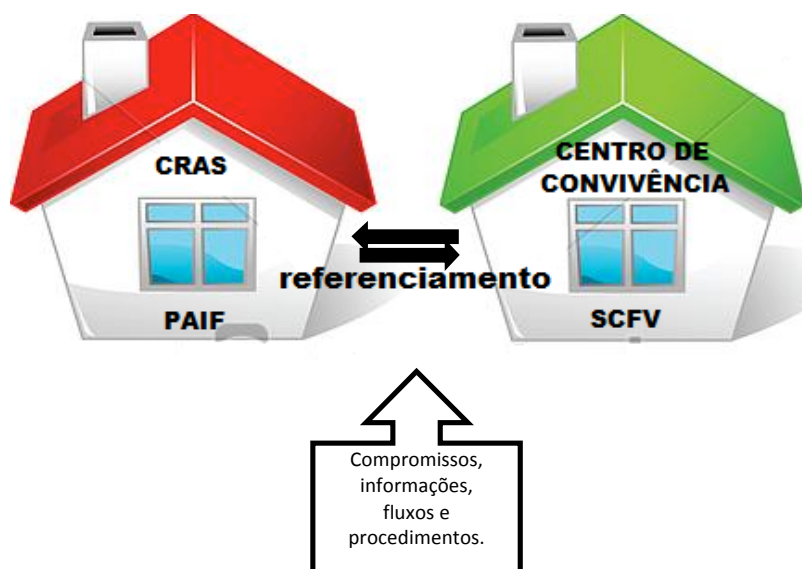 CRAS
PAIF
CENTRO DE
CONVIVÊNCIA
SCFV
referenciamento
Compromissos,
informações,
fluxos e
procedimentos.